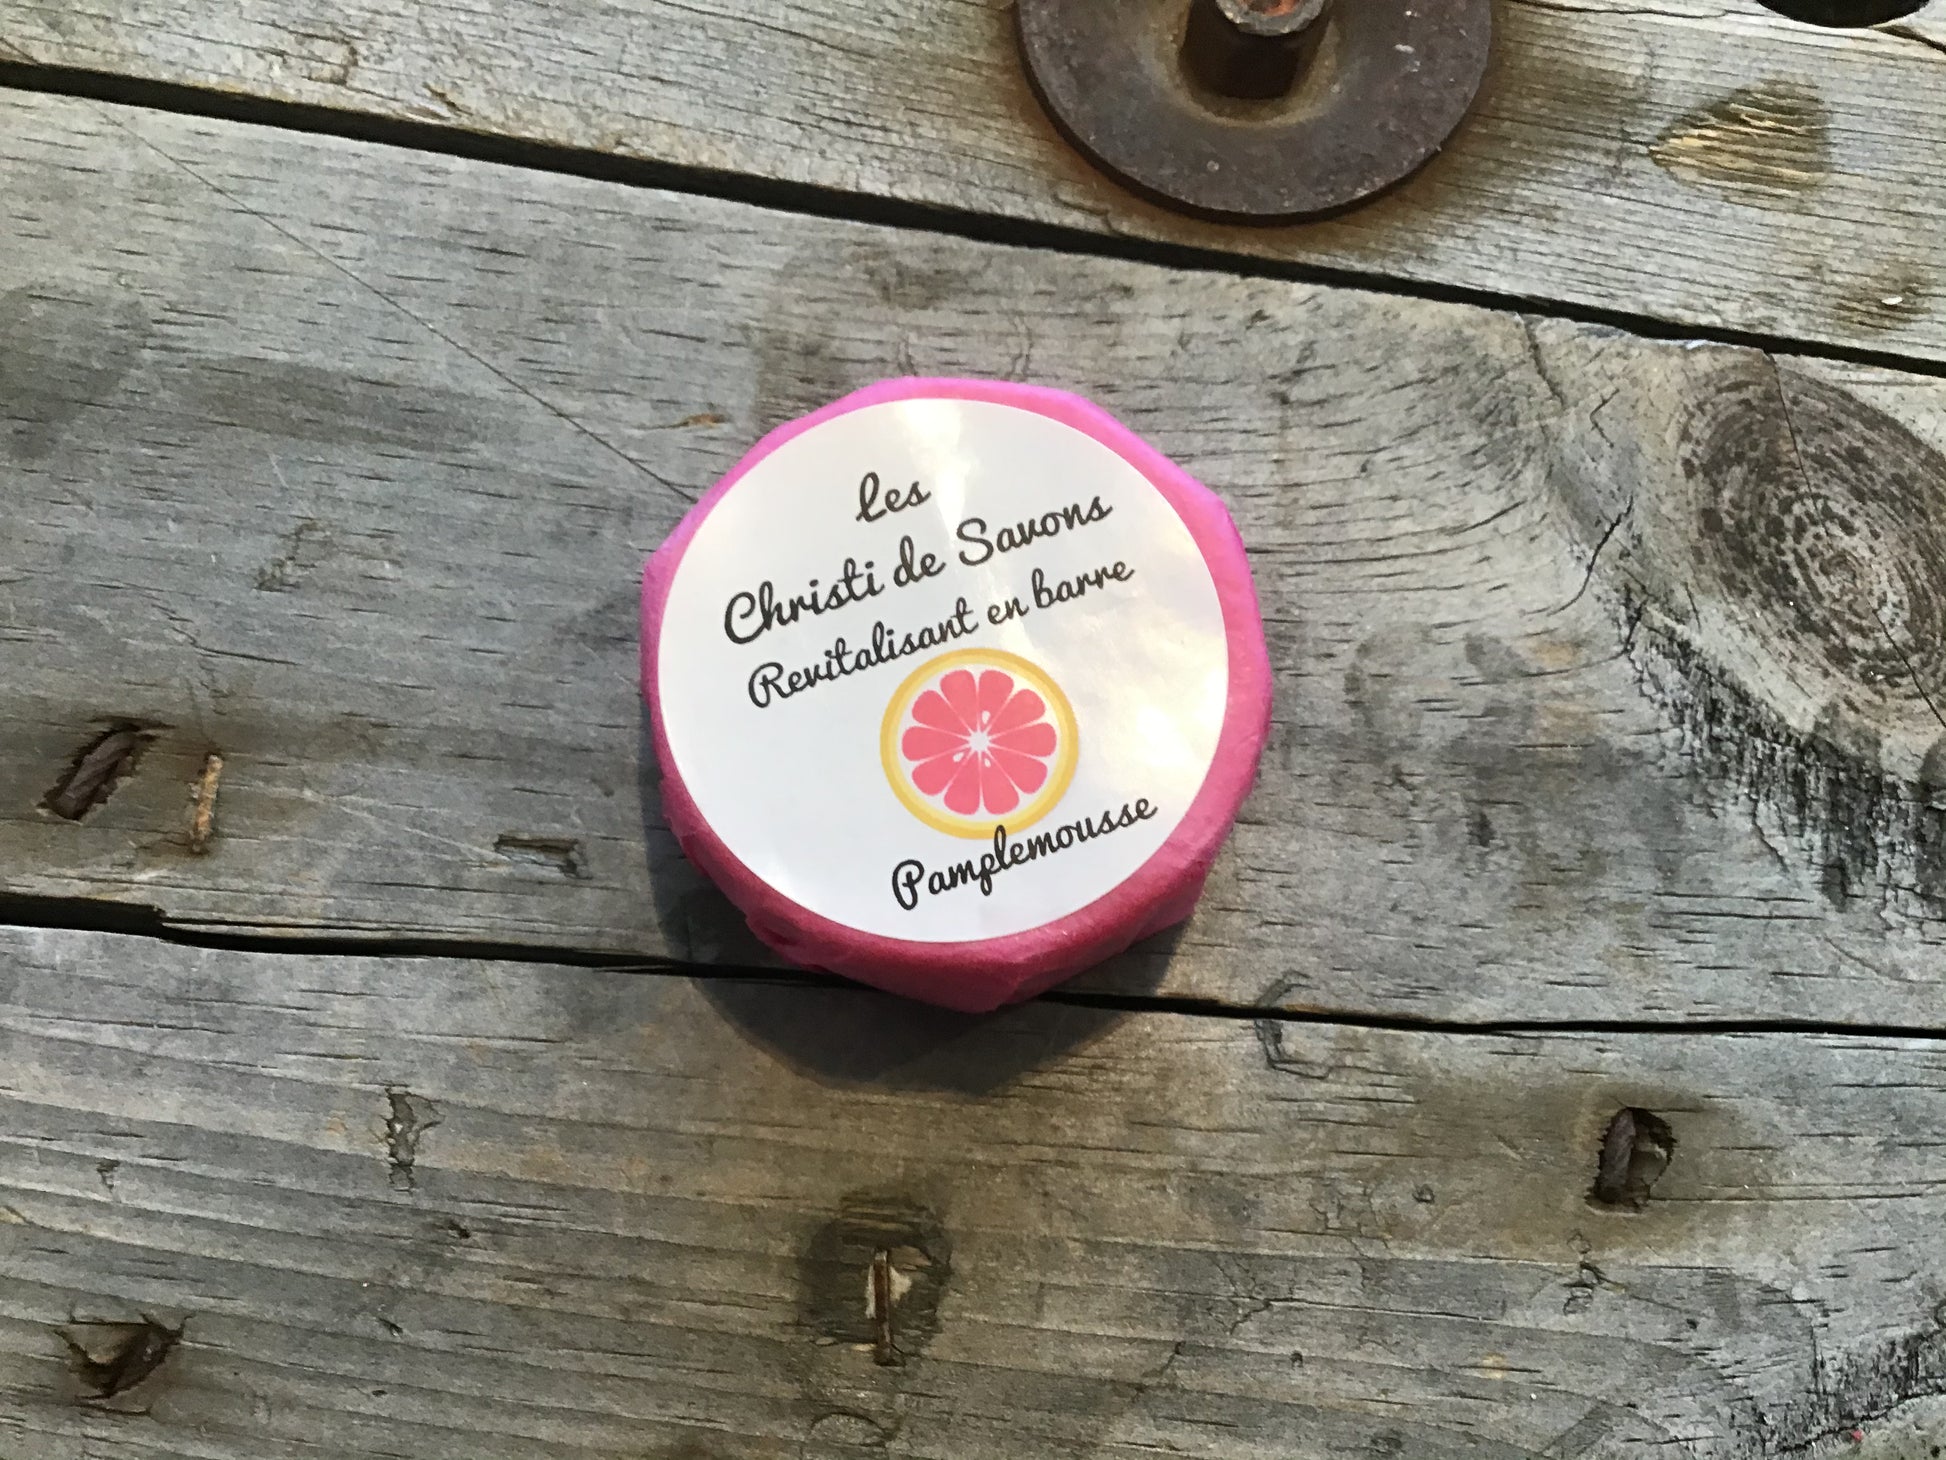 les
Christi de Savons
Revitalisant en barre
Pamplemousse